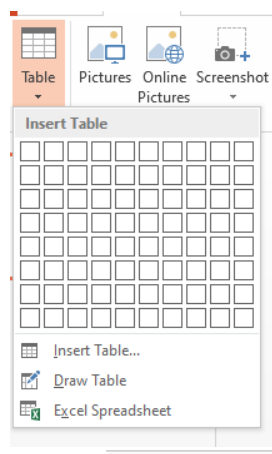 Table Pictures Online Screenshot
Pictures
Insert Table
Insert Table...
Draw Table
Excel Spreadsheet